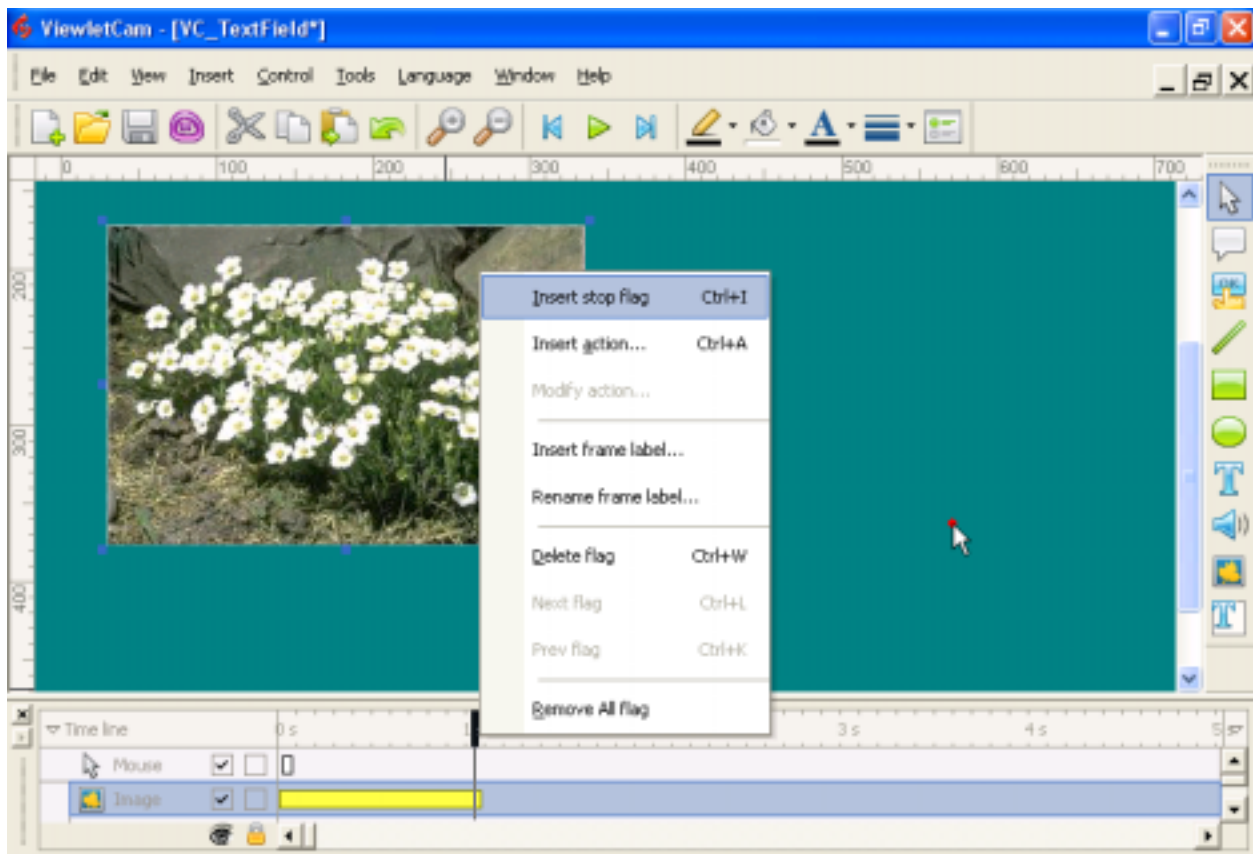 ViewletCam - [VC_TextField*]
File Edit View Insert Control Tools Language Window Help
0 100 200 300 400 500 600 700
200
300
400
Insert stop flag Ctrl+I
Insert action... Ctrl+A
Modify action...
Insert frame label...
Rename frame label...
Delete flag Ctrl+W
Next flag Ctrl+L
Prev flag Ctrl+K
Remove All flag
OK
Time line 0 s 1 3 s 4 s 5
Mouse
Image